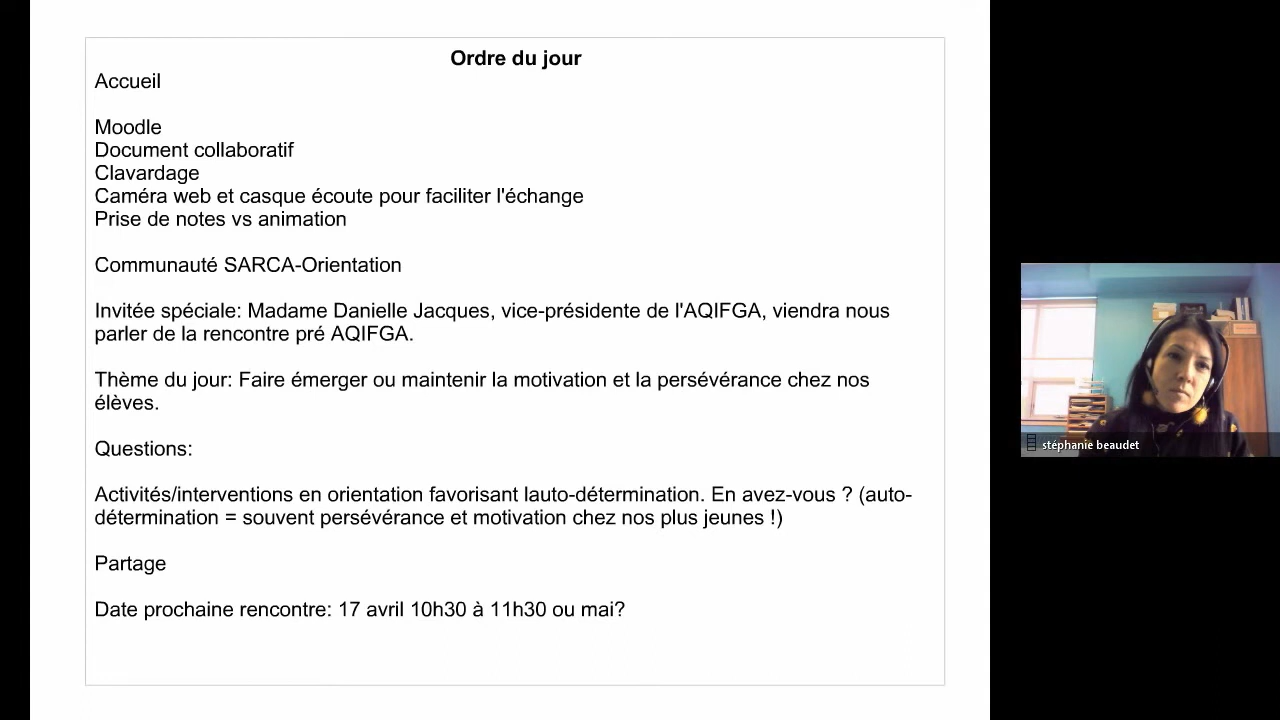 Ordre du jour
Accueil
Moodle
Document collaboratif
Clavardage
Caméra web et casque écoute pour faciliter l'échange
Prise de notes vs animation
Communauté SARCA-Orientation
Invitée spéciale: Madame Danielle Jacques, vice-présidente de l'AQIFGA, viendra nous
parler de la rencontre pré AQIFGA.
Thème du jour: Faire émerger ou maintenir la motivation et la persévérance chez nos
élèves.
Questions:
Activités/interventions en orientation favorisant lauto-détermination. En avez-vous ? (auto-
détermination = souvent persévérance et motivation chez nos plus jeunes !)
Partage
Date prochaine rencontre: 17 avril 10h30 à 11h30 ou mai?
stéphanie beaudet